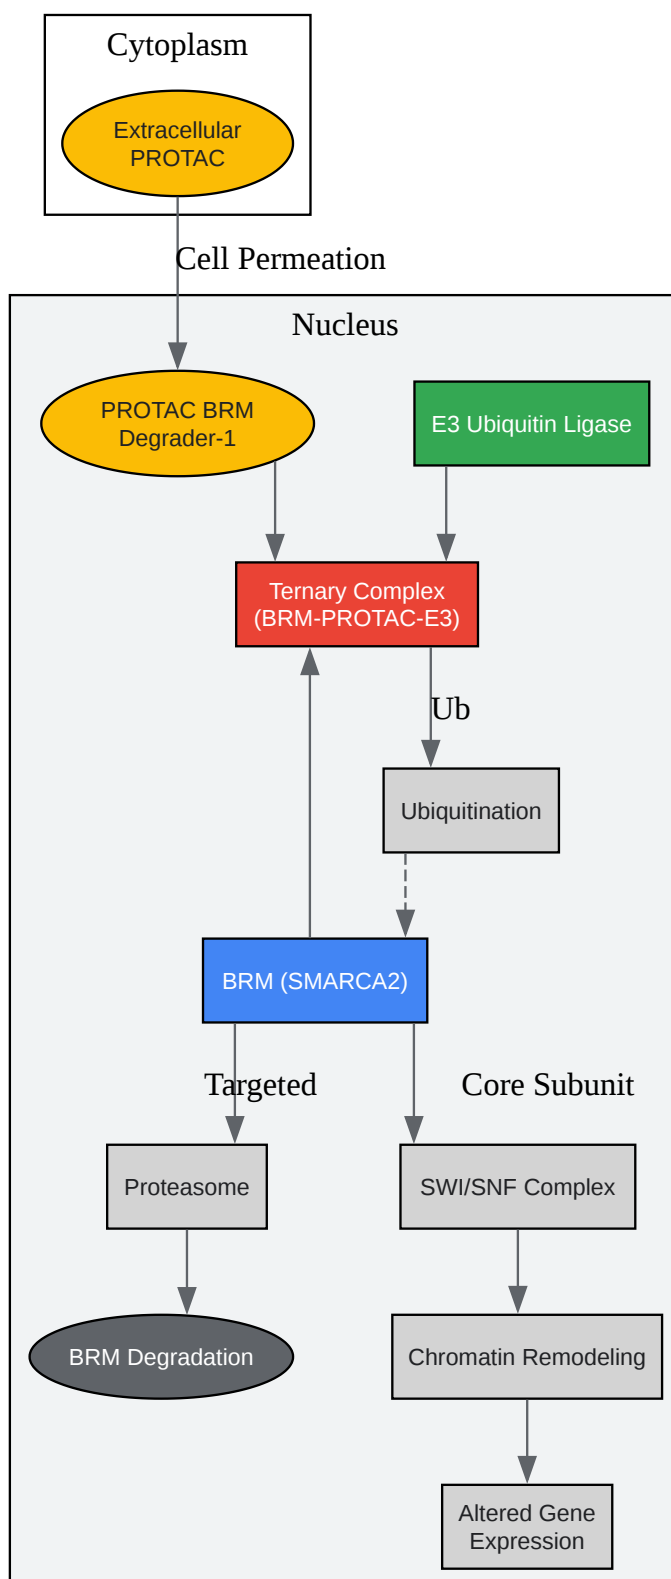 Cytoplasm
Extracellular
PROTAC
Cell Permeation
Nucleus
PROTAC BRM
Degrader-1
E3 Ubiquitin Ligase
Ternary Complex
(BRM-PROTAC-E3)
Ub
Ubiquitination
BRM (SMARCA2)
Targeted
Core Subunit
Proteasome
SWI/SNF Complex
BRM Degradation
Chromatin Remodeling
Altered Gene
Expression